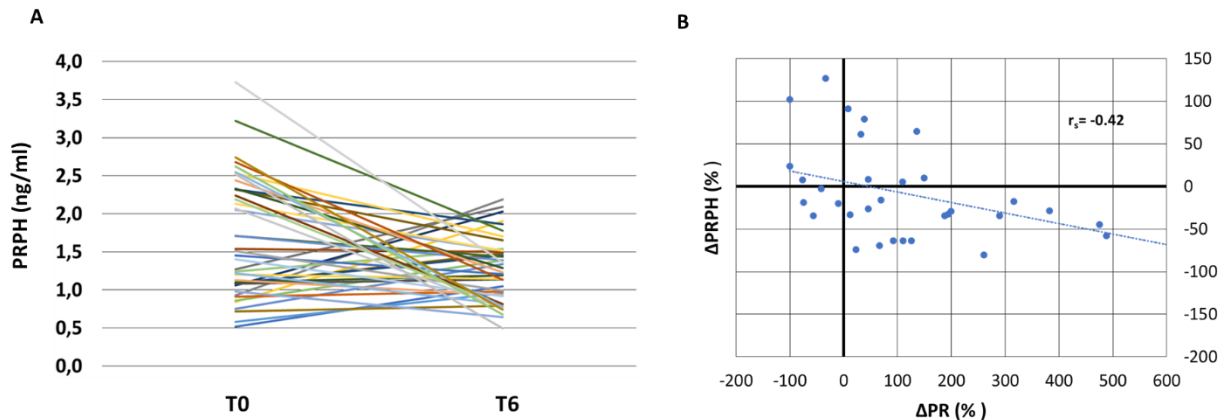 A
PRPH (ng/ml)
4,0
3,5
3,0
2,5
2,0
1,5
1,0
0,5
0,0
T0
T6
B
ΔPRPH (% )
150
100
50
0
-50
-100
-150
-200
rs= -0.42
-200 -100 0 100 200 300 400 500 600
ΔPR (% )